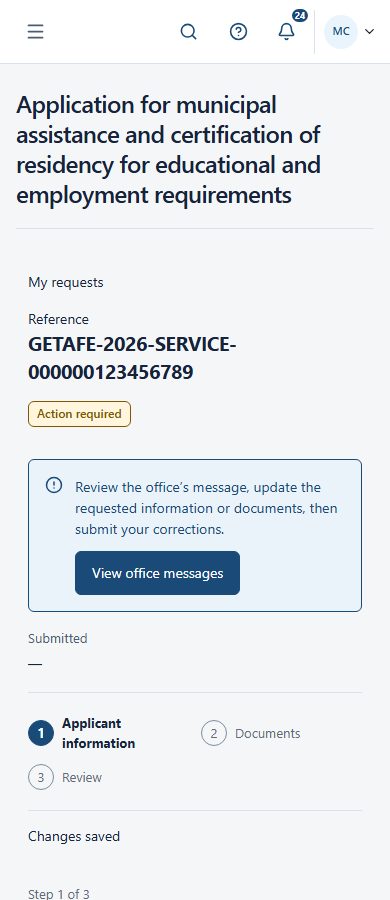 24
MC
Application for municipal
assistance and certification of
residency for educational and
employment requirements
My requests
Reference
GETAFE-2026-SERVICE-
000000123456789
Action required
Review the office’s message, update the
requested information or documents, then
submit your corrections.
View office messages
Submitted
—
1
Applicant
information
2
Documents
3
Review
Changes saved
Step 1 of 3